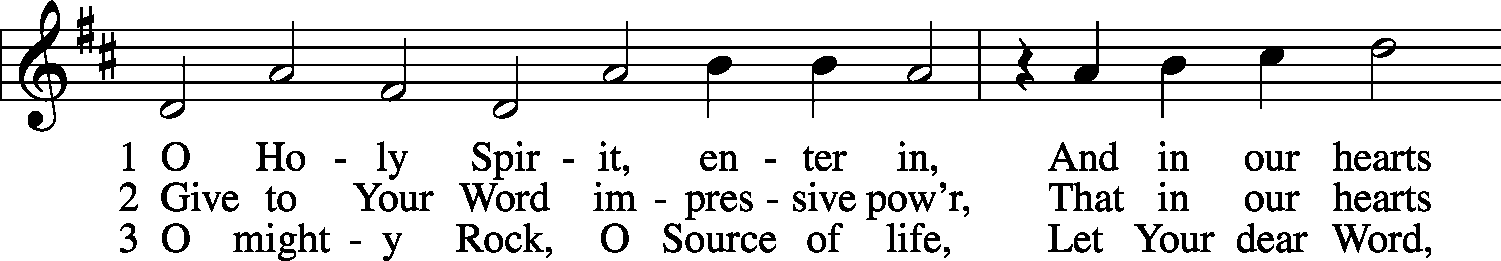 1 O Ho - ly Spir - it, en - ter in, And in our hearts
2 Give to Your Word im - pres - sive pow'r, That in our hearts
3 O might - y Rock, O Source of life, Let Your dear Word,